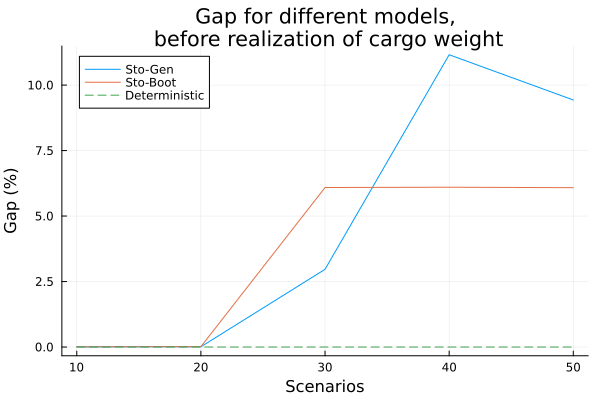 Gap for different models,
before realization of cargo weight
Sto-Gen
Sto-Boot
Deterministic
Gap (%)
10.0
7.5
5.0
2.5
0.0
10 20 30 40 50
Scenarios